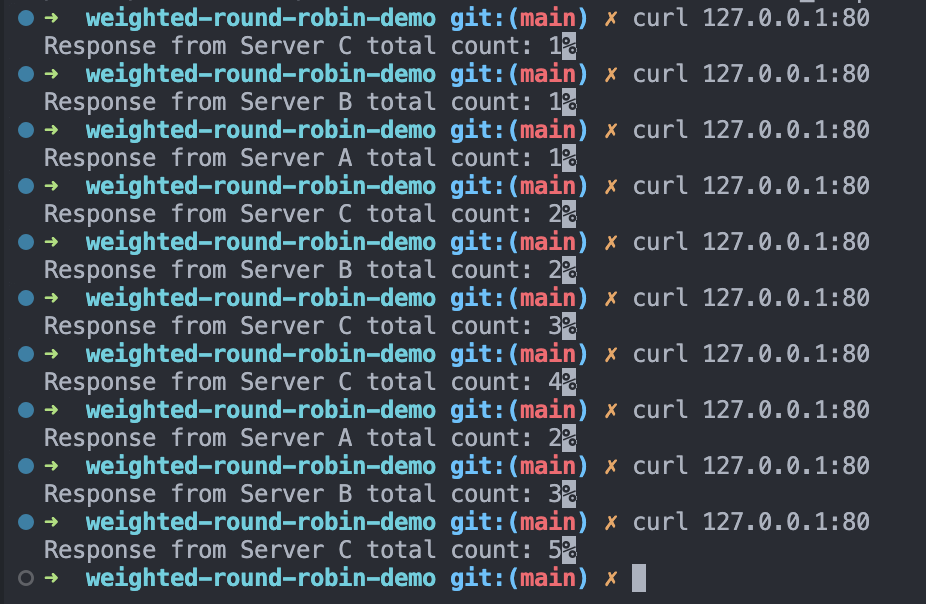 ➜ weighted-round-robin-demo git:(main) ✗ curl 127.0.0.1:80
Response from Server C total count: 1%
➜ weighted-round-robin-demo git:(main) ✗ curl 127.0.0.1:80
Response from Server B total count: 1%
➜ weighted-round-robin-demo git:(main) ✗ curl 127.0.0.1:80
Response from Server A total count: 1%
➜ weighted-round-robin-demo git:(main) ✗ curl 127.0.0.1:80
Response from Server C total count: 2%
➜ weighted-round-robin-demo git:(main) ✗ curl 127.0.0.1:80
Response from Server B total count: 2%
➜ weighted-round-robin-demo git:(main) ✗ curl 127.0.0.1:80
Response from Server C total count: 3%
➜ weighted-round-robin-demo git:(main) ✗ curl 127.0.0.1:80
Response from Server C total count: 4%
➜ weighted-round-robin-demo git:(main) ✗ curl 127.0.0.1:80
Response from Server A total count: 2%
➜ weighted-round-robin-demo git:(main) ✗ curl 127.0.0.1:80
Response from Server B total count: 3%
➜ weighted-round-robin-demo git:(main) ✗ curl 127.0.0.1:80
Response from Server C total count: 5%
➜ weighted-round-robin-demo git:(main) ✗